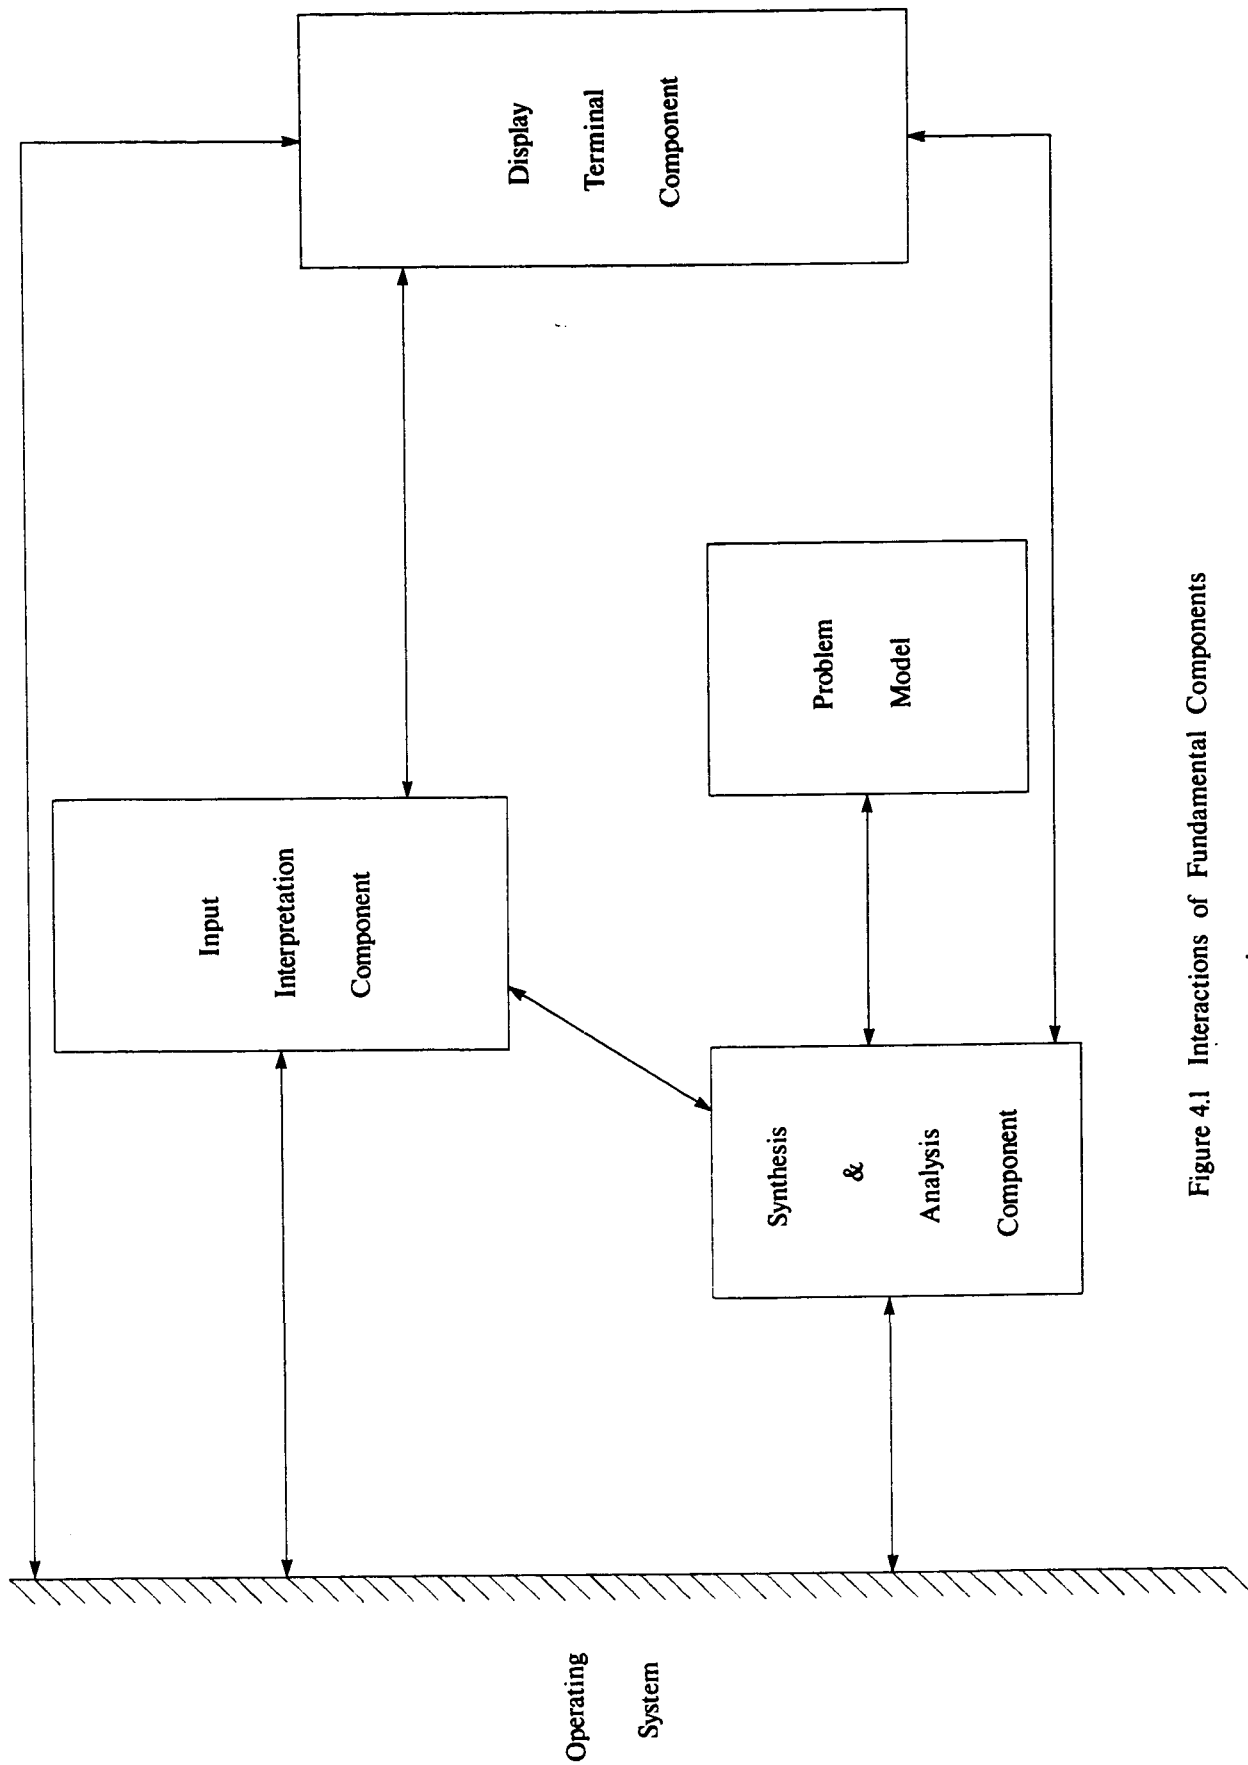 Operating
System
Input
Interpretation
Component
Synthesis
&
Analysis
Component
Problem
Model
Display
Terminal
Component
Figure 4.1 Interactions of Fundamental Components